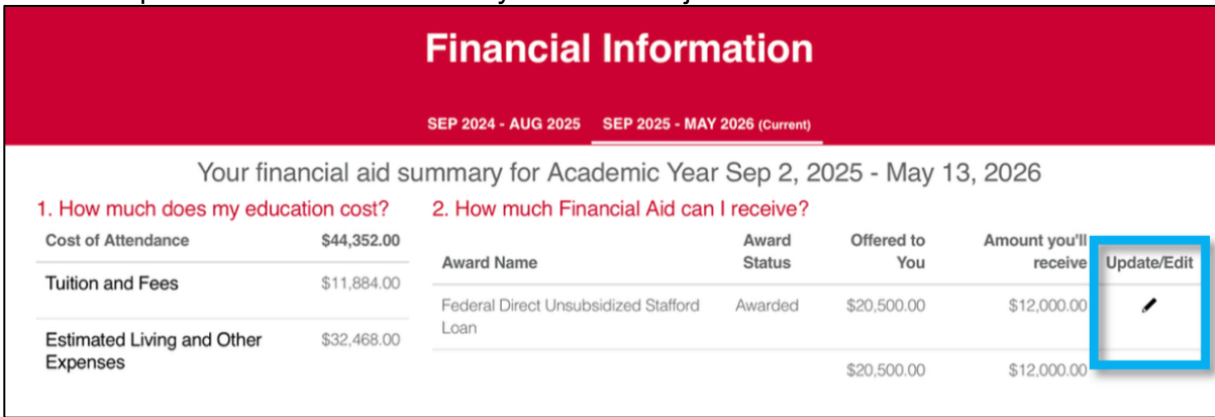 Financial Information
SEP 2024 - AUG 2025 SEP 2025 - MAY 2026 (Current)
Your financial aid summary for Academic Year Sep 2, 2025 - May 13, 2026
1. How much does my education cost? 2. How much Financial Aid can I receive?
Cost of Attendance $44,352.00
Tuition and Fees $11,884.00
Estimated Living and Other $32,468.00
Expenses
Award Offered to Amount you'll
Award Name Status You receive Update/Edit
Federal Direct Unsubsidized Stafford Awarded $20,500.00 $12,000.00
Loan
$20,500.00 $12,000.00